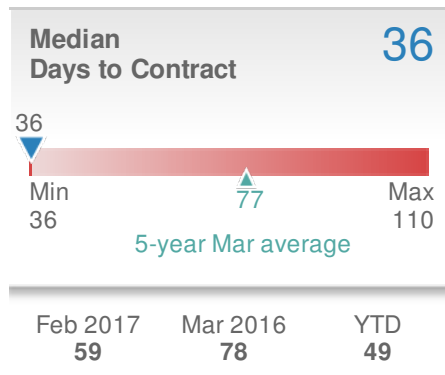 Median 36
Days to Contract
36
Min 77 Max
36 110
5-year Mar average
Feb 2017 Mar 2016 YTD
59 78 49